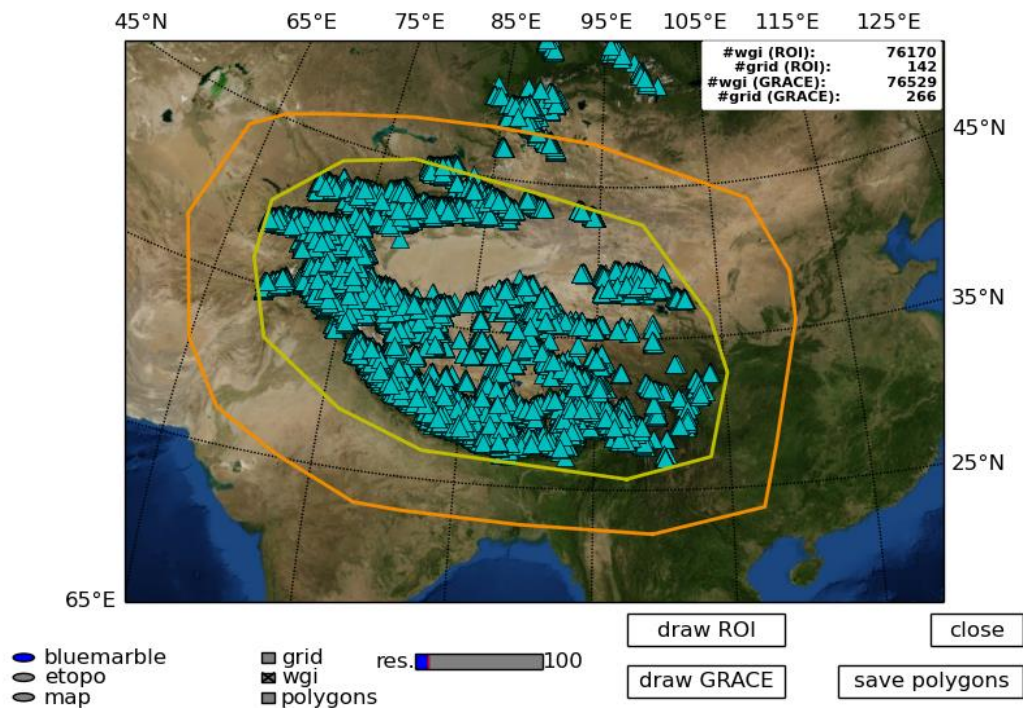 45N 65°E 75°E 85°E 95°E 105°E 115°E 125°E
#wgi (ROI): 76170
#grid (ROI): 142
#wgi (GRACE): 76529
#grid (GRACE): 266
45°N
35°N
25°N
65°E
draw ROI close
bluemarble grid res. 100
etopo wgi draw GRACE save polygons
map polygons